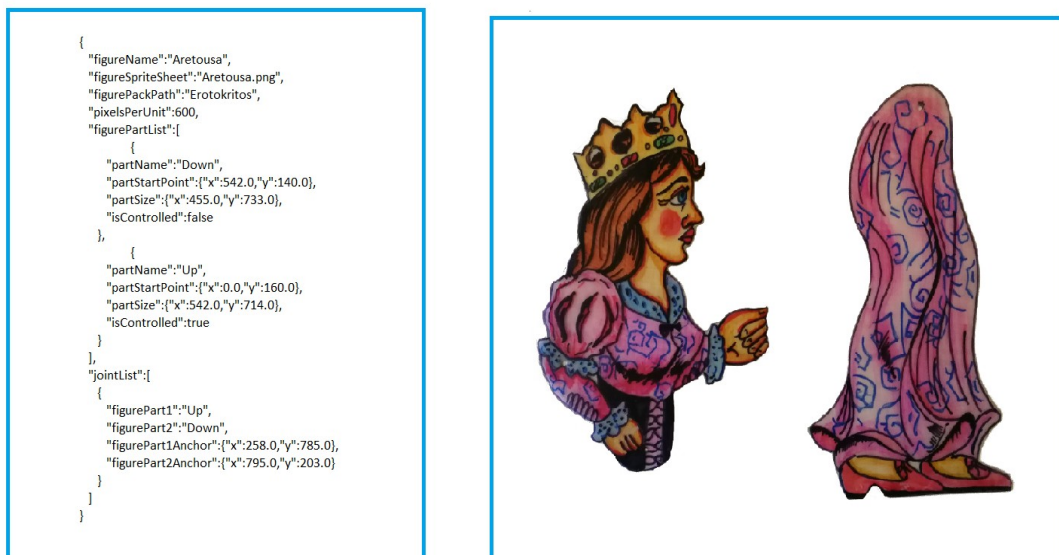 {
"figureName":"Aretousa",
"figureSpriteSheet":"Aretousa.png",
"figurePackPath":"Erotokritos",
"pixelsPerUnit":600,
"figurePartList":[
{
"partName":"Down",
"partStartPoint":{"x":542.0,"y":140.0},
"partSize":{"x":455.0,"y":733.0},
"isControlled":false
},
{
"partName":"Up",
"partStartPoint":{"x":0.0,"y":160.0},
"partSize":{"x":542.0,"y":714.0},
"isControlled":true
}
],
"jointList":[
{
"figurePart1":"Up",
"figurePart2":"Down",
"figurePart1Anchor":{"x":258.0,"y":785.0},
"figurePart2Anchor":{"x":795.0,"y":203.0}
}
]
}